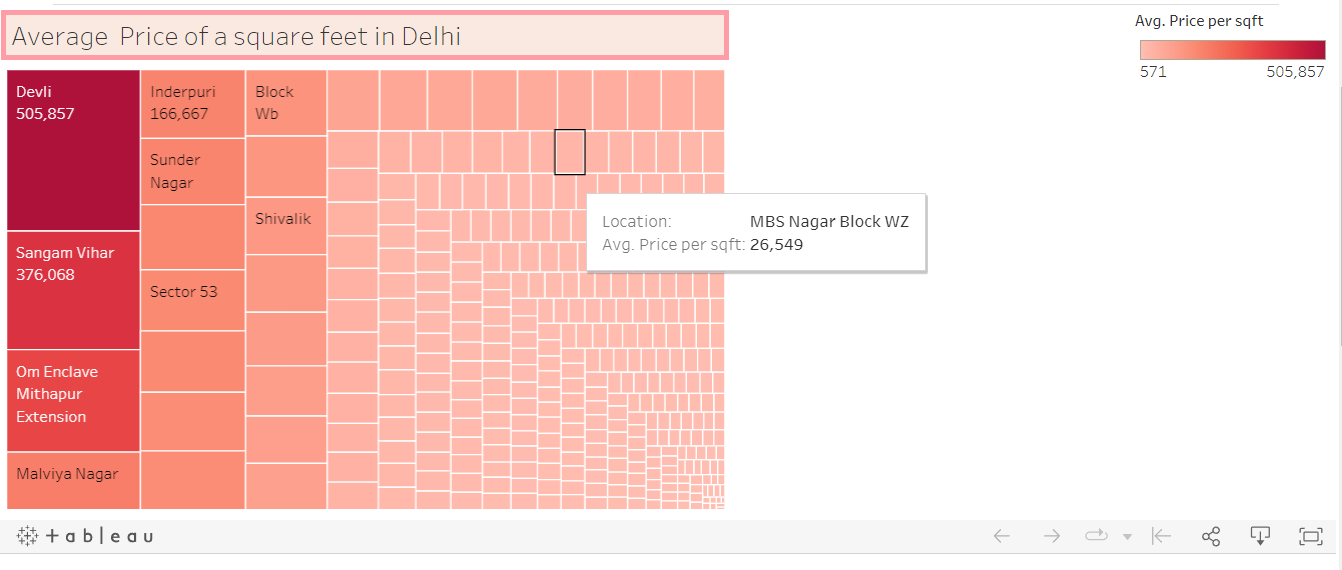 Average Price of a square feet in Delhi
Avg. Price per sqft
571 505,857
Devli
505,857
Inderpuri
166,667
Block
Wb
Sunder
Nagar
Shivalik
Location: MBS Nagar Block WZ
Avg. Price per sqft: 26,549
Sangam Vihar
376,068
Sector 53
Om Enclave
Mithapur
Extension
Malviya Nagar
+ a b l e a u